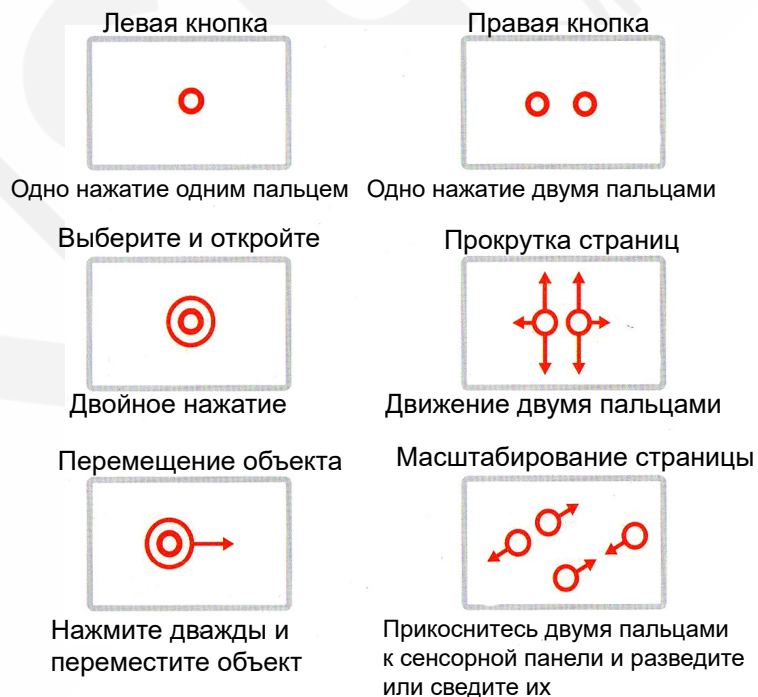 Левая кнопка
Одно нажатие одним пальцем
Правая кнопка
Одно нажатие двумя пальцами
Выберите и откройте
Двойное нажатие
Прокрутка страниц
Движение двумя пальцами
Перемещение объекта
Нажмите дважды и
переместите объект
Масштабирование страницы
Прикоснитесь двумя пальцами
к сенсорной панели и разведите
или сведите их